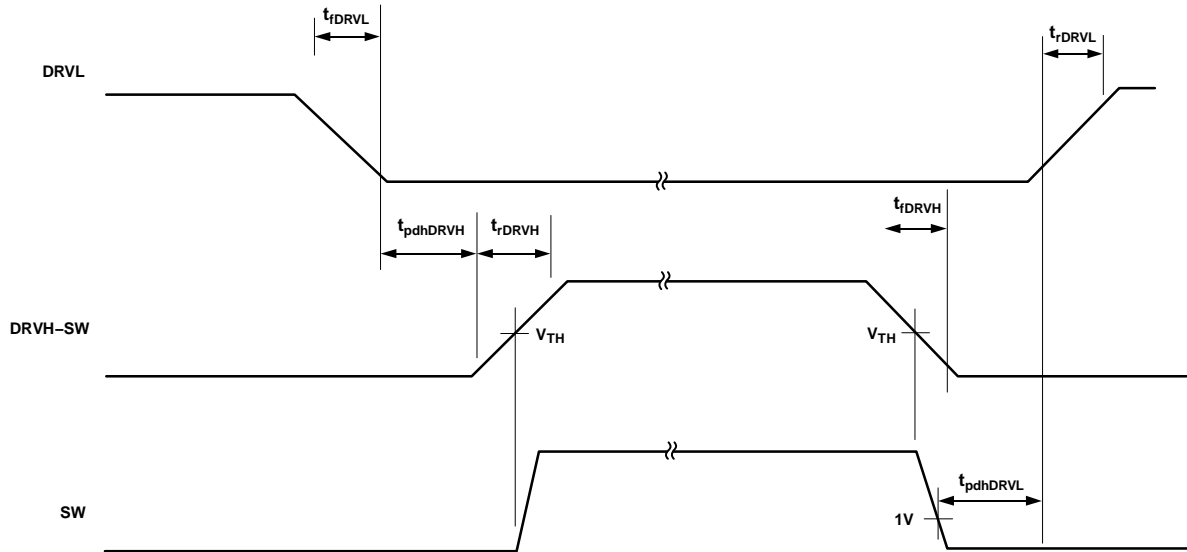 tfDRVL
trDRVL
DRVL
tfDRVH
tpdhDRVH
trDRVH
DRVH–SW
VTH
VTH
tpdhDRVL
SW
1V